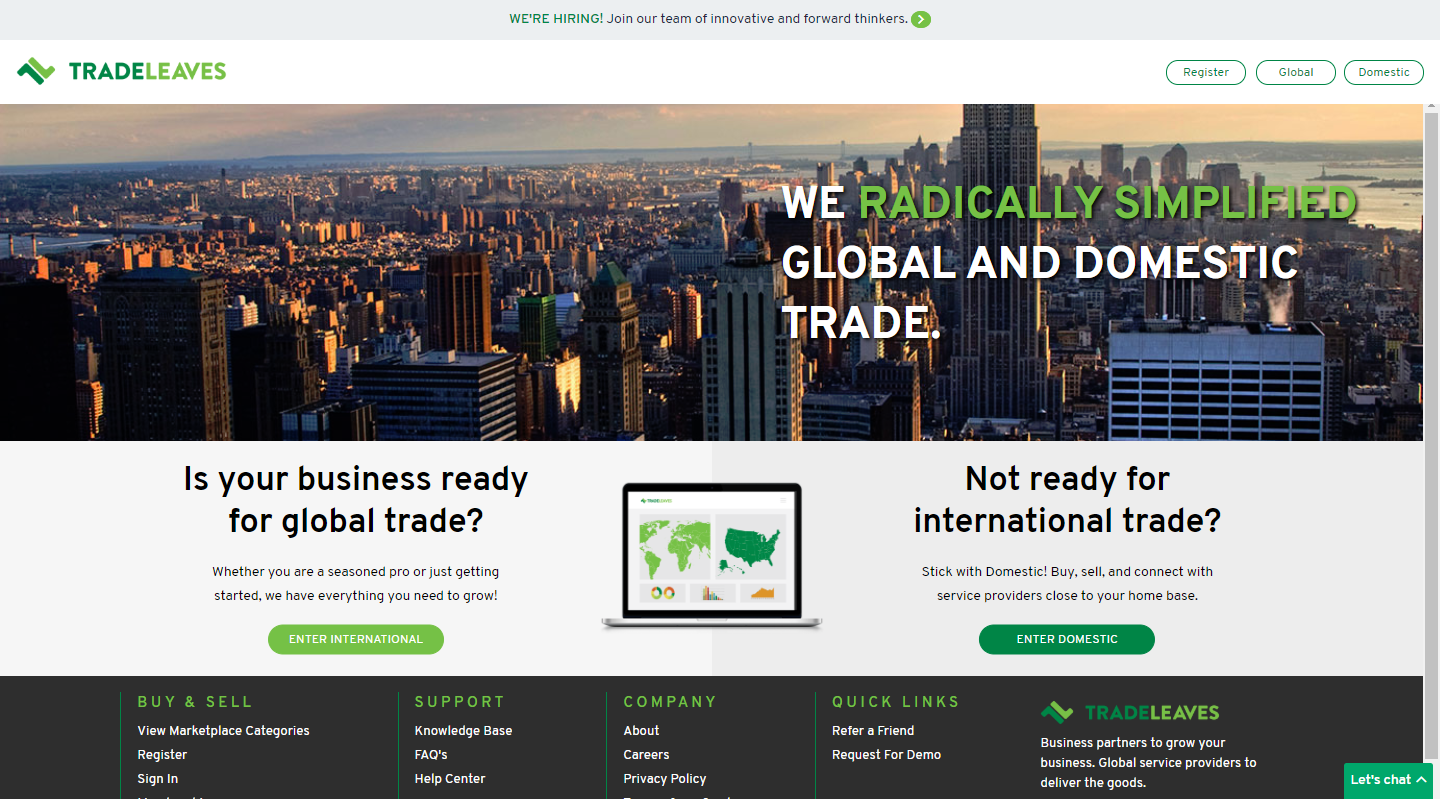 WE'RE HIRING! Join our team of innovative and forward thinkers.
TRADELEAVES
Register
Global
Domestic
WE RADICALLY SIMPLIFIED
GLOBAL AND DOMESTIC
TRADE.
Is your business ready
for global trade?
Whether you are a seasoned pro or just getting
started, we have everything you need to grow!
ENTER INTERNATIONAL
TRADELEAVES
Not ready for
international trade?
Stick with Domestic! Buy, sell, and connect with
service providers close to your home base.
ENTER DOMESTIC
BUY & SELL
View Marketplace Categories
Register
Sign In
SUPPORT
Knowledge Base
FAQ's
Help Center
COMPANY
About
Careers
Privacy Policy
QUICK LINKS
Refer a Friend
Request For Demo
TRADELEAVES
Business partners to grow your
business. Global service providers to
deliver the goods.
Let's chat